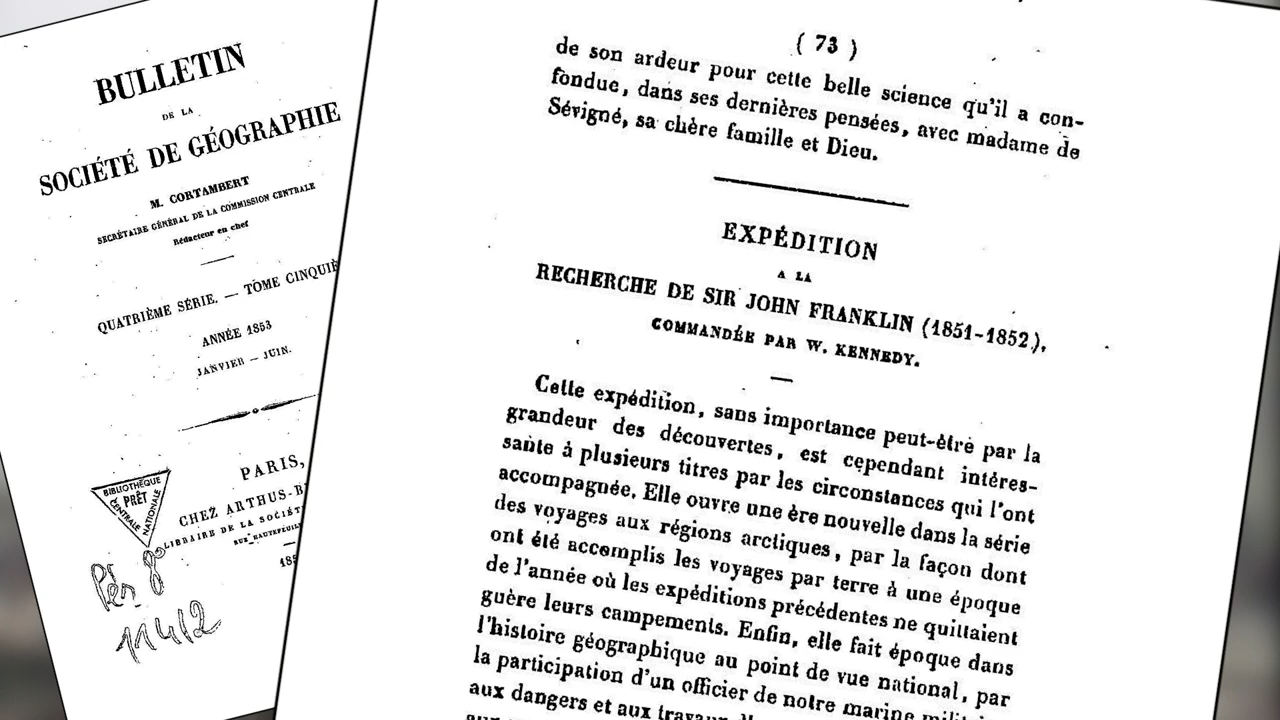 BULLETIN
DE LA
SOCIÉTÉ DE GÉOGRAPHIE
M. CORTAMBERT
SECRÉTAIRE GÉNÉRAL DE LA COMMISSION CENTRALE
Rédacteur en chef
QUATRIÈME SÉRIE. — TOME CINQUIÈ
ANNÉE 1853
JANVIER — JUIN.
PARIS,
CHEZ ARTHUS-B
LIBRAIRE DE LA SOCIÉT
RUE HAUTEFEUIL
185
BIBLIOTHÈQUE
PRÊT
CENTRALE
NATIONALE
Pér 8°
11412
( 73 )
de son ardeur pour cette belle science qu'il a con-
fondue, dans ses dernières pensées, avec madame de
Sévigné, sa chère famille et Dieu.
EXPÉDITION
A LA
RECHERCHE DE SIR JOHN FRANKLIN (1851-1852),
COMMANDÉE PAR W. KENNEDY.
Cette expédition, sans importance peut-être par la
grandeur des découvertes, est cependant intéres-
sante à plusieurs titres par les circonstances qui l'ont
accompagnée. Elle ouvre une ère nouvelle dans la série
des voyages aux régions arctiques, par la façon dont
ont été accomplis les voyages par terre à une époque
de l'année où les expéditions précédentes ne quittaient
guère leurs campements. Enfin, elle fait époque dans
l'histoire géographique au point de vue national, par
la participation d'un officier de notre marine
aux dangers et aux